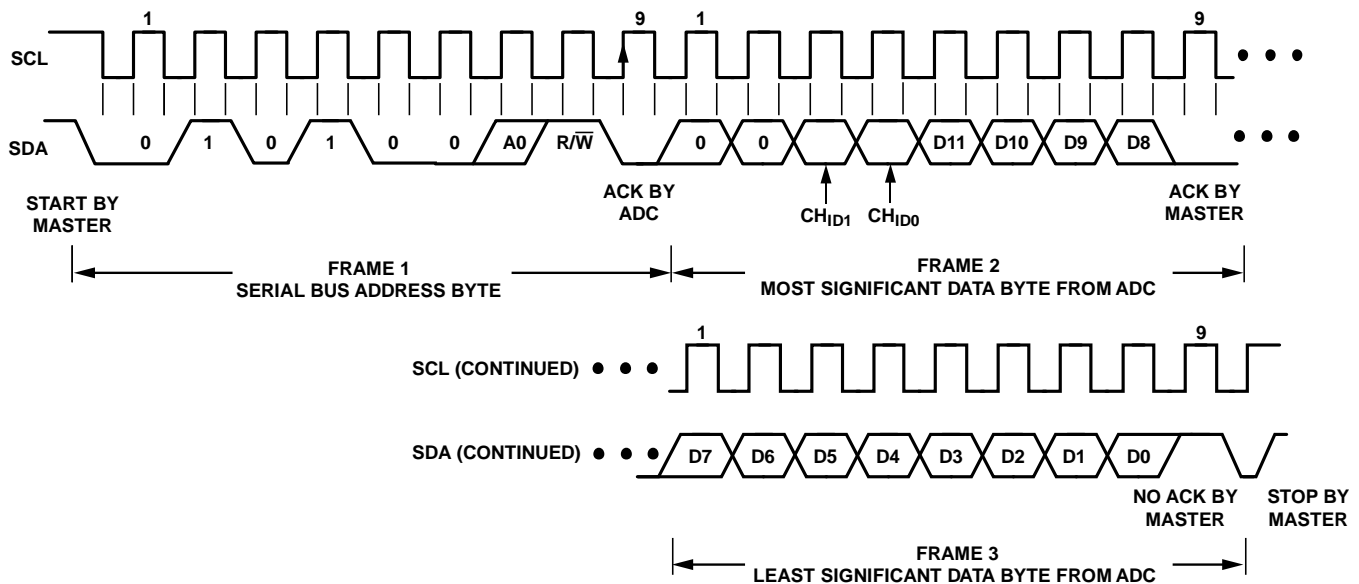 1 9 1 9
SCL
SDA
0 1 0 1 0 0 A0 R/W̅ 0 0 D11 D10 D9 D8
START BY
MASTER
ACK BY
ADC
CH_ID1
CH_ID0
ACK BY
MASTER
FRAME 1
SERIAL BUS ADDRESS BYTE
FRAME 2
MOST SIGNIFICANT DATA BYTE FROM ADC
1 9
SCL (CONTINUED)
SDA (CONTINUED)
D7 D6 D5 D4 D3 D2 D1 D0
NO ACK BY
MASTER
STOP BY
MASTER
FRAME 3
LEAST SIGNIFICANT DATA BYTE FROM ADC